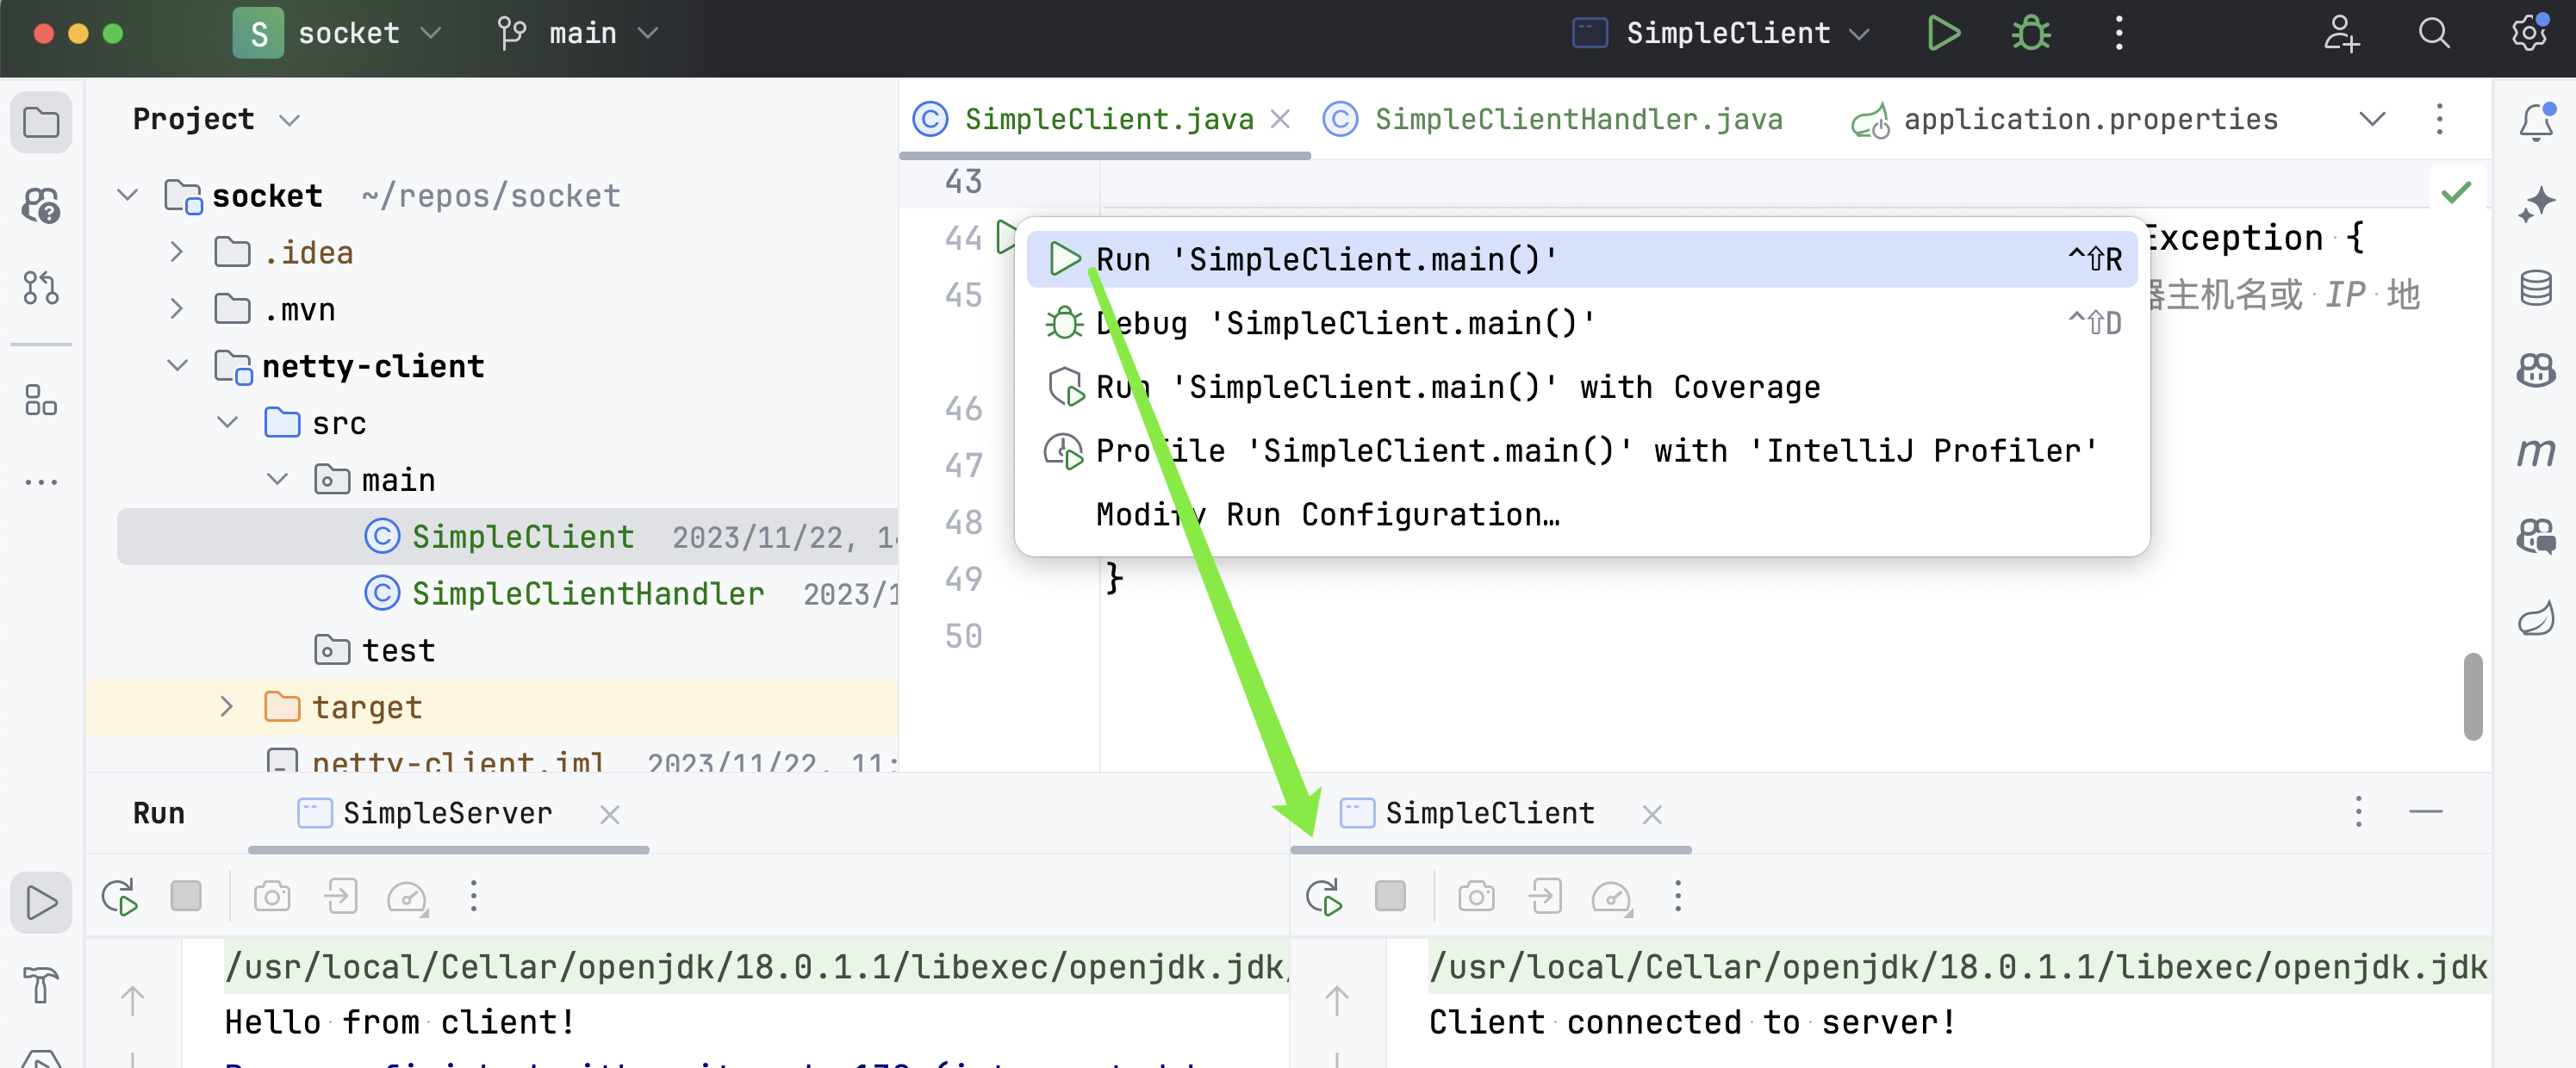 S socket main SimpleClient
Project
SimpleClient.java SimpleClientHandler.java application.properties
socket ~/repos/socket
.idea
.mvn
netty-client
src
main
SimpleClient 2023/11/22,
SimpleClientHandler
test
target
netty-client.iml 2023/11/22, 11:
43
44 Exception {
45 器主机名或 IP 地
46
47
48
49 }
50
Run 'SimpleClient.main()' ^⇧R
Debug 'SimpleClient.main()' ^⇧D
Run 'SimpleClient.main()' with Coverage
Profile 'SimpleClient.main()' with 'IntelliJ Profiler'
Modify Run Configuration…
Run SimpleServer SimpleClient
/usr/local/Cellar/openjdk/18.0.1.1/libexec/openjdk.jdk/
Hello from client!
/usr/local/Cellar/openjdk/18.0.1.1/libexec/openjdk.jdk
Client connected to server!